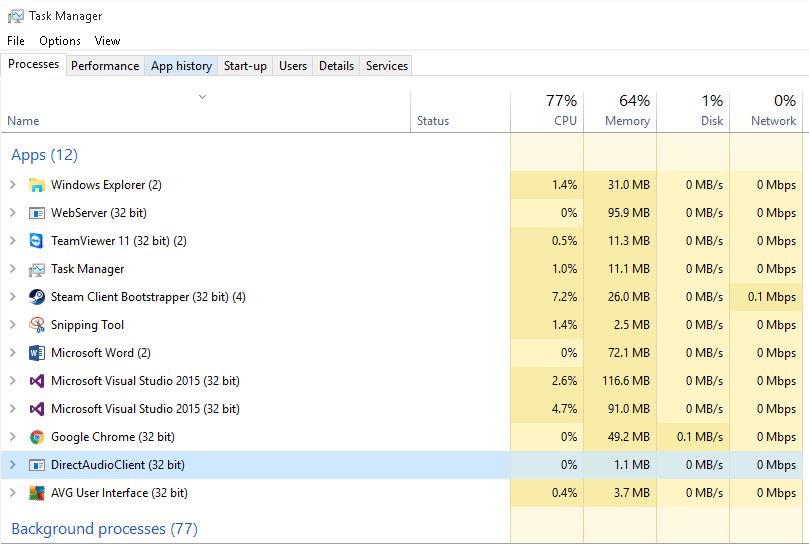 Task Manager
File Options View
Processes Performance App history Start-up Users Details Services
77% 64% 1% 0%
Name Status CPU Memory Disk Network
Apps (12)
Windows Explorer (2) 1.4% 31.0 MB 0 MB/s 0 Mbps
WebServer (32 bit) 0% 95.9 MB 0 MB/s 0 Mbps
TeamViewer 11 (32 bit) (2) 0.5% 11.3 MB 0 MB/s 0 Mbps
Task Manager 1.0% 11.1 MB 0 MB/s 0 Mbps
Steam Client Bootstrapper (32 bit) (4) 7.2% 26.0 MB 0 MB/s 0.1 Mbps
Snipping Tool 1.4% 2.5 MB 0 MB/s 0 Mbps
Microsoft Word (2) 0% 72.1 MB 0 MB/s 0 Mbps
Microsoft Visual Studio 2015 (32 bit) 2.6% 116.6 MB 0 MB/s 0 Mbps
Microsoft Visual Studio 2015 (32 bit) 4.7% 91.0 MB 0 MB/s 0 Mbps
Google Chrome (32 bit) 0% 49.2 MB 0.1 MB/s 0 Mbps
DirectAudioClient (32 bit) 0% 1.1 MB 0 MB/s 0 Mbps
AVG User Interface (32 bit) 0.4% 3.7 MB 0 MB/s 0 Mbps
Background processes (77)